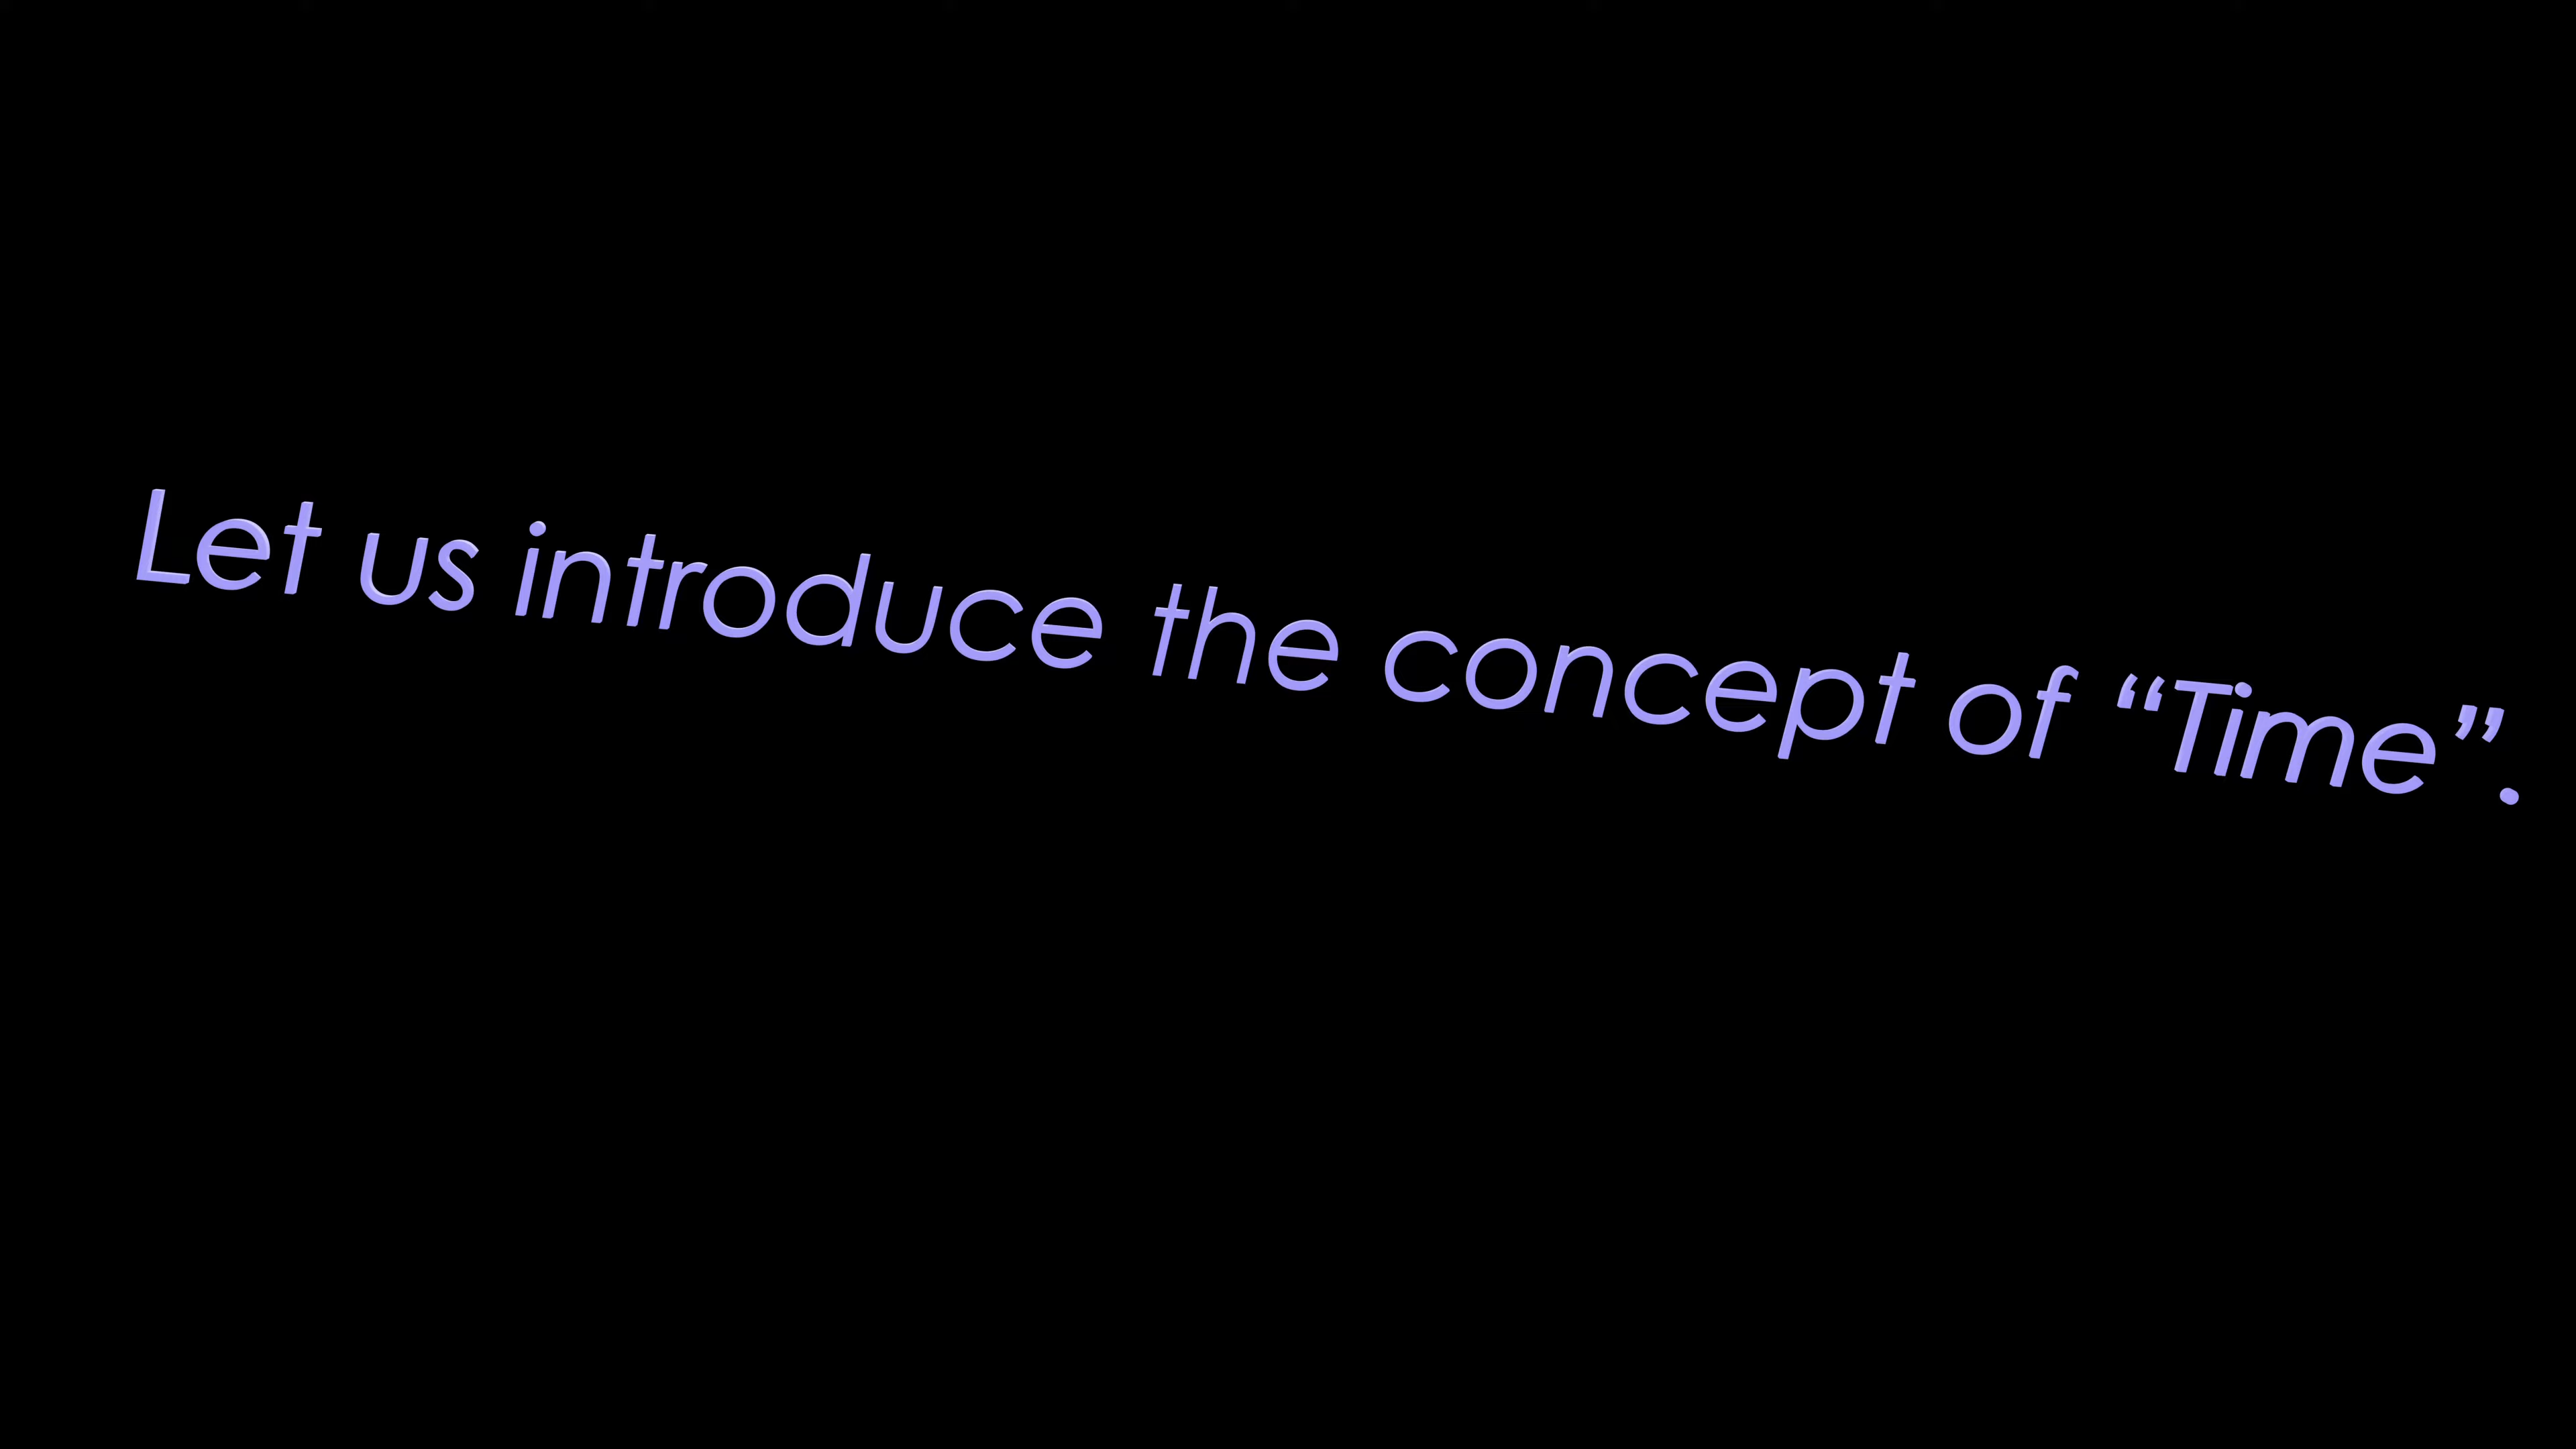 Let us introduce the concept of “Time”.